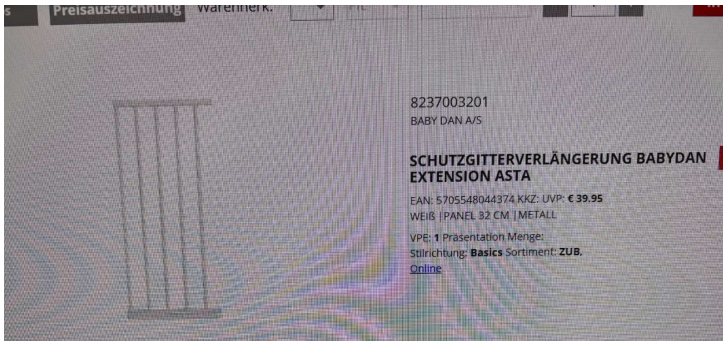 Preisauszeichnung Warenherk.
8237003201
BABY DAN A/S
SCHUTZGITTERVERLÄNGERUNG BABYDAN
EXTENSION ASTA
EAN: 5705548044374 KKZ: UVP: € 39.95
WEIß |PANEL 32 CM |METALL
VPE: 1 Präsentation Menge:
Stilrichtung: Basics Sortiment: ZUB.
Online